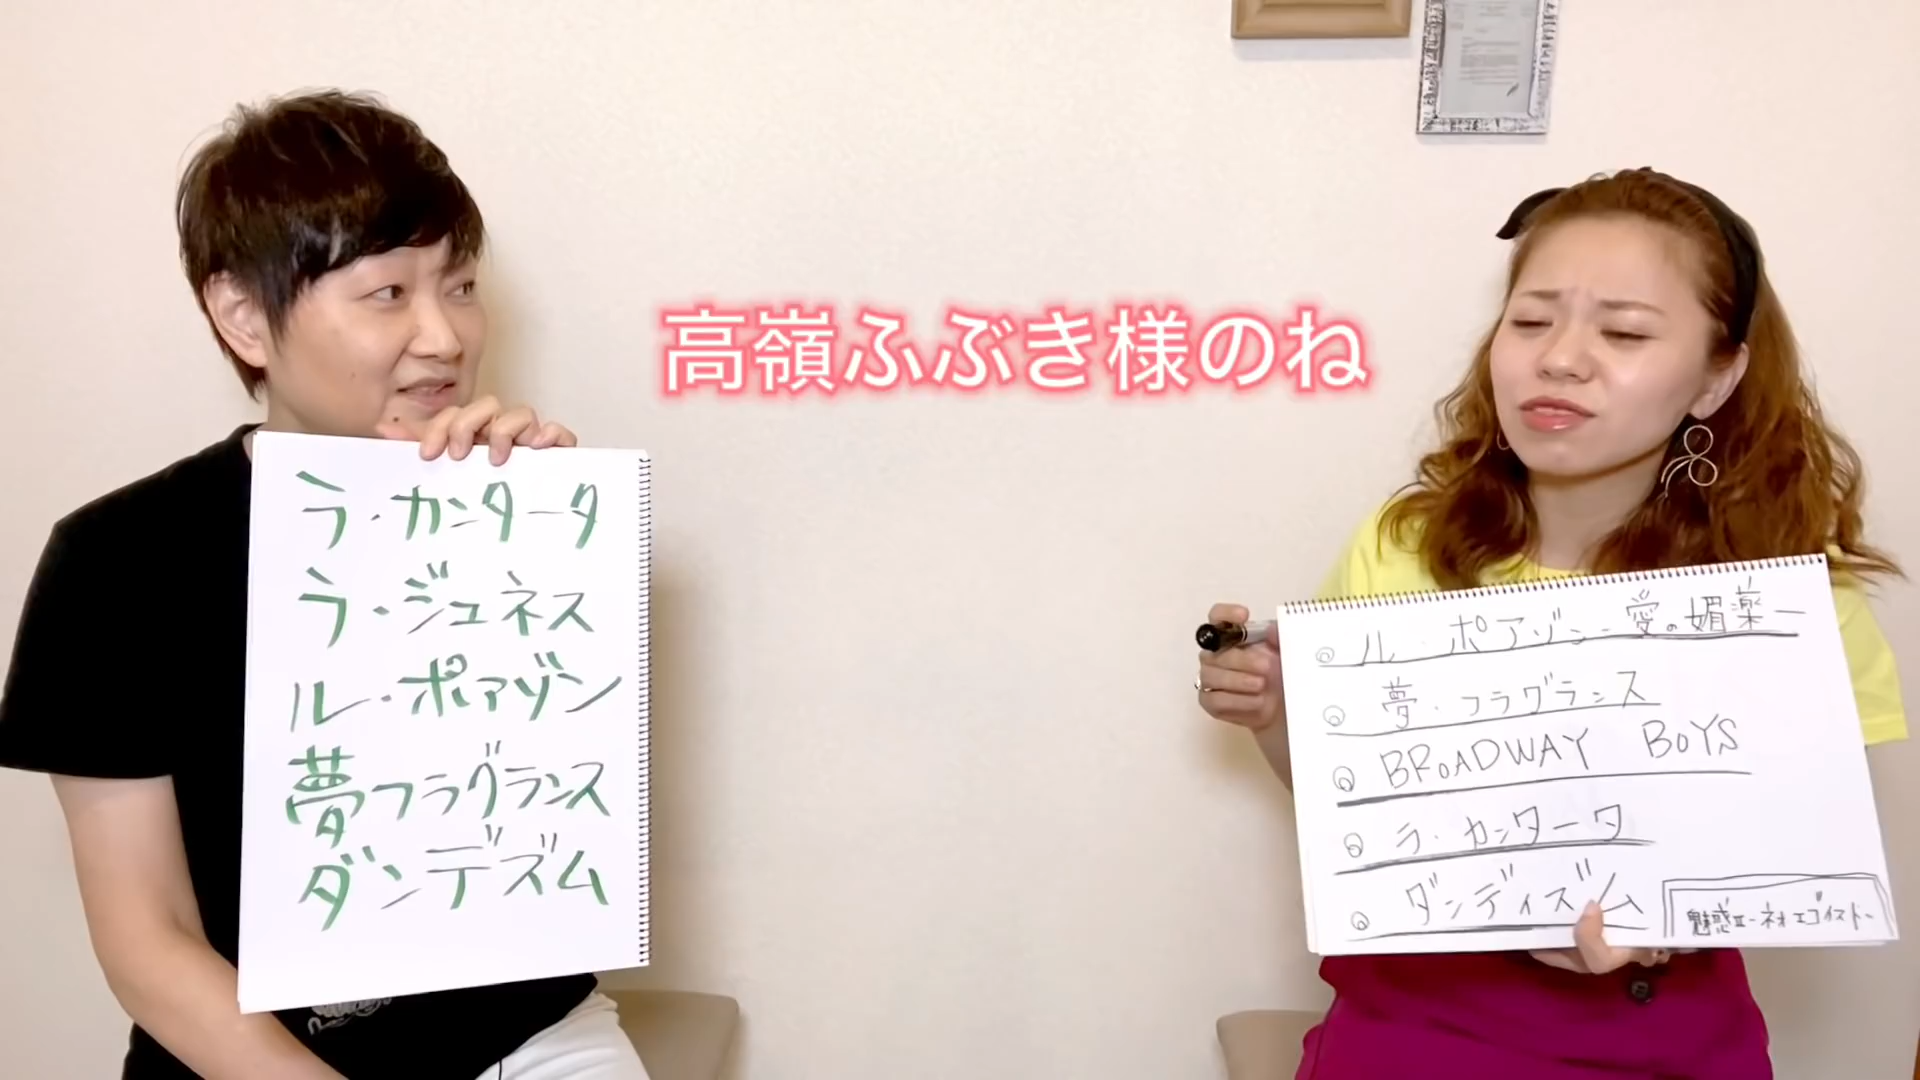 高嶺ふぶき様のね
ラ・カンタータ
ラ・ジュネス
ル・ポアゾン
夢フラグランス
ダンデズム
◎ル・ポアゾン-愛の媚薬-
◎夢・フラグランス
◎BROADWAY BOYS
◎ラ・カンタータ
◎ダンディズム
魅惑Ⅱ-ネオエゴイスト-